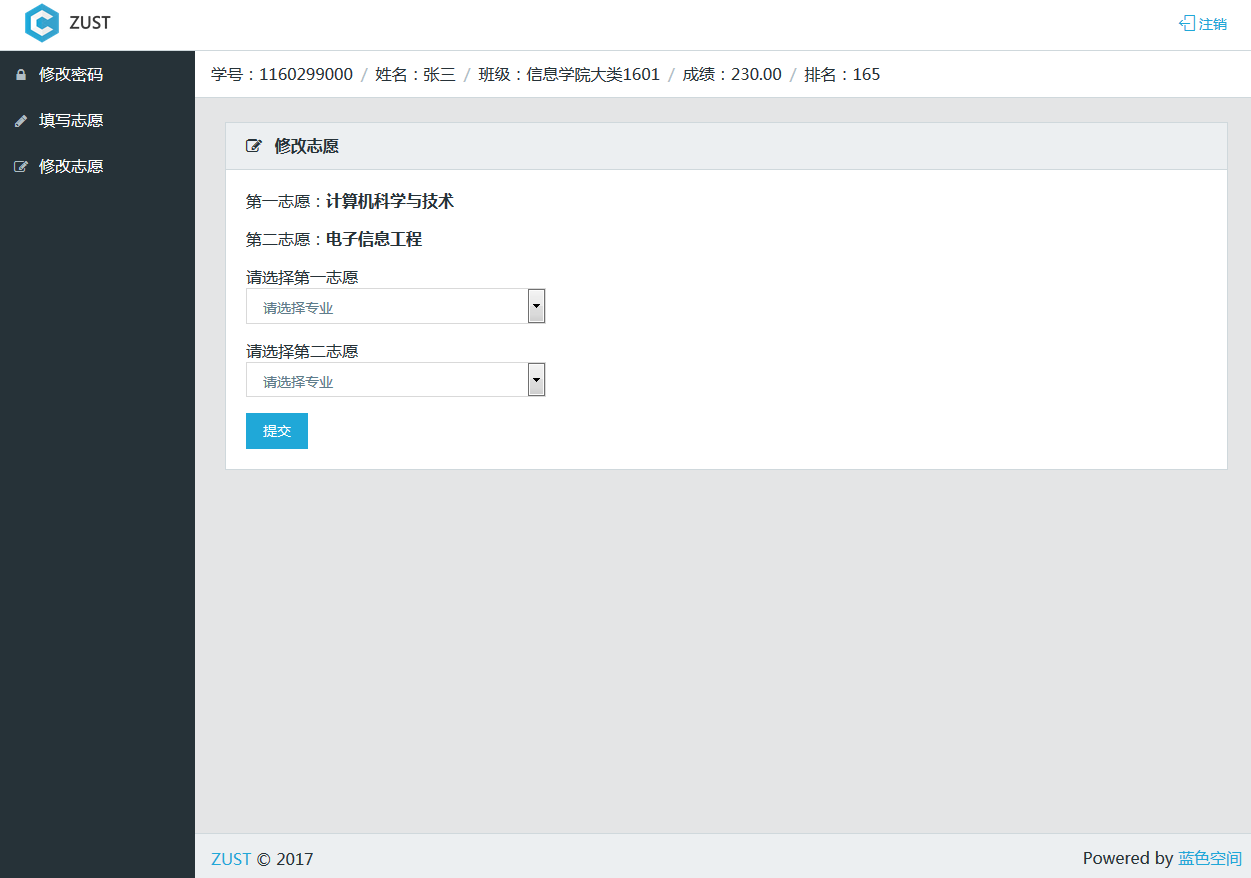 ZUST
注销
修改密码
填写志愿
修改志愿
学号：1160299000 / 姓名：张三 / 班级：信息学院大类1601 / 成绩：230.00 / 排名：165
修改志愿
第一志愿：计算机科学与技术
第二志愿：电子信息工程
请选择第一志愿
请选择专业
请选择第二志愿
请选择专业
提交
ZUST © 2017
Powered by 蓝色空间